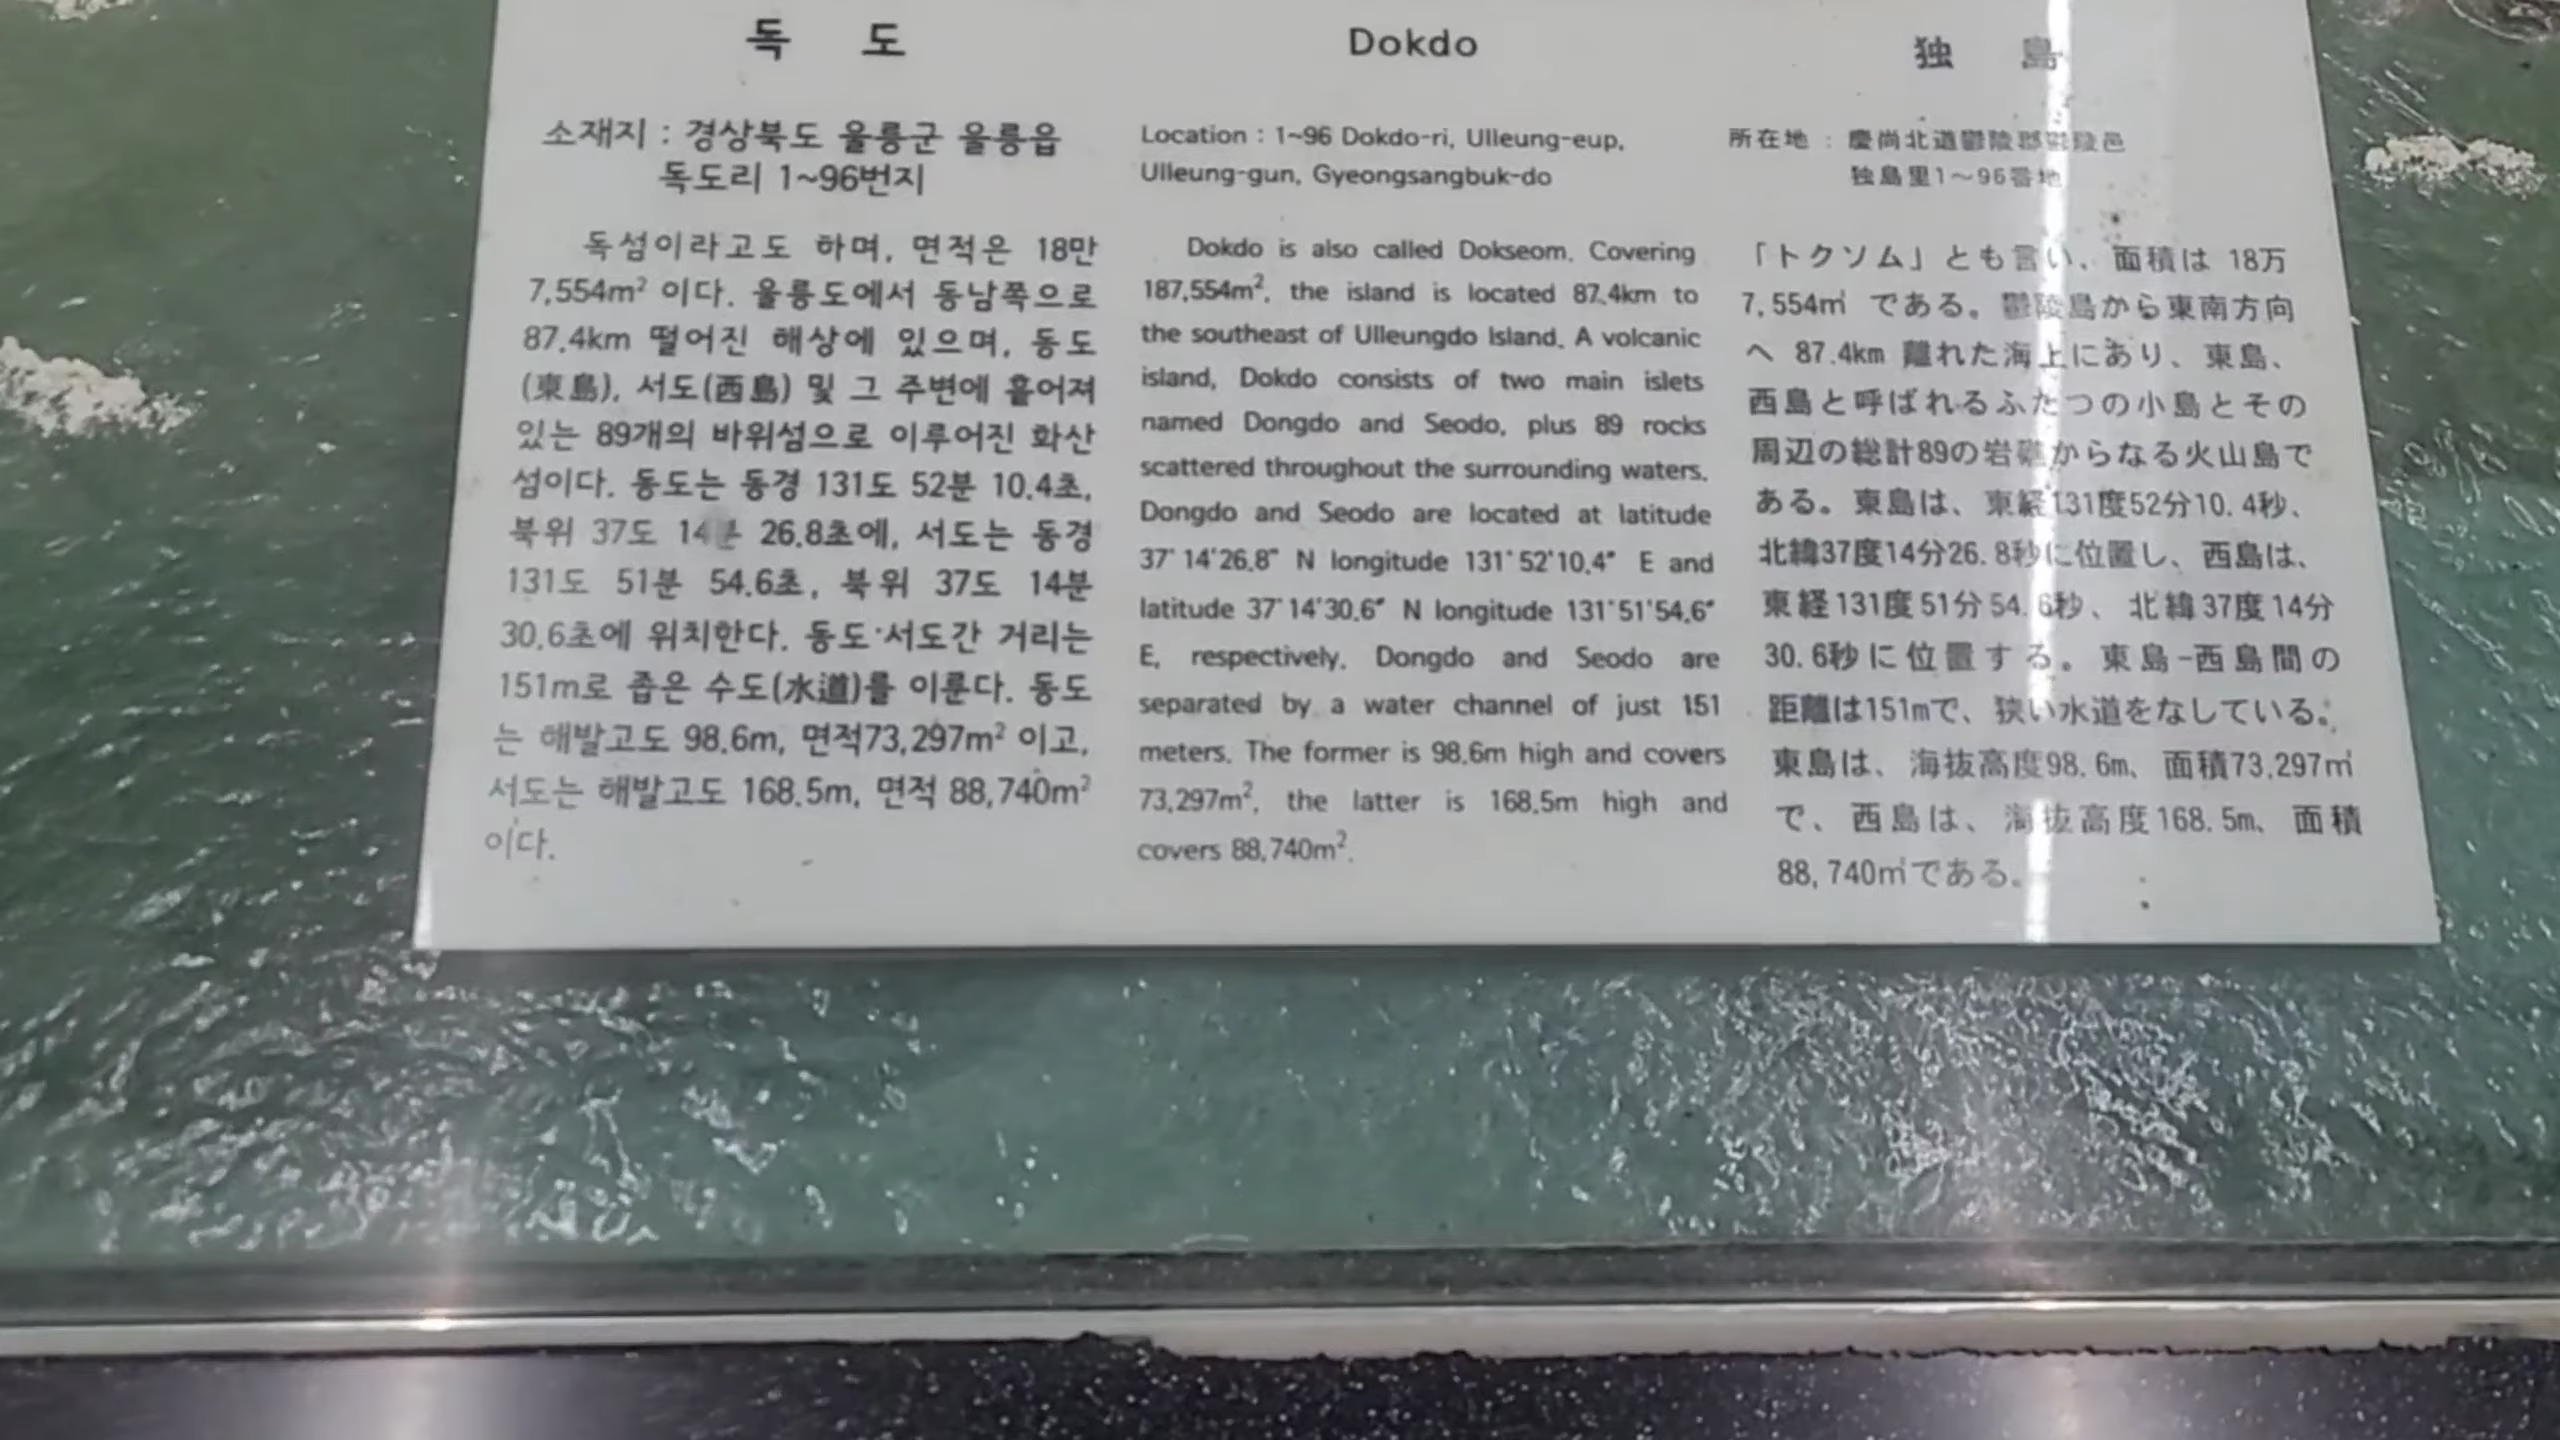 독 도
소재지 : 경상북도 울릉군 울릉읍
독도리 1~96번지
독섬이라고도 하며, 면적은 18만
7,554m² 이다. 울릉도에서 동남쪽으로
87.4km 떨어진 해상에 있으며, 동도
(東島), 서도(西島) 및 그 주변에 흩어져
있는 89개의 바위섬으로 이루어진 화산
섬이다. 동도는 동경 131도 52분 10.4초,
북위 37도 14분 26.8초에, 서도는 동경
131도 51분 54.6초, 북위 37도 14분
30.6초에 위치한다. 동도·서도간 거리는
151m로 좁은 수도(水道)를 이룬다. 동도
는 해발고도 98.6m, 면적73,297m² 이고,
서도는 해발고도 168.5m, 면적 88,740m²
이다.
Dokdo
Location : 1~96 Dokdo-ri, Ulleung-eup,
Ulleung-gun, Gyeongsangbuk-do
Dokdo is also called Dokseom. Covering
187,554m², the island is located 87.4km to
the southeast of Ulleungdo Island. A volcanic
island, Dokdo consists of two main islets
named Dongdo and Seodo, plus 89 rocks
scattered throughout the surrounding waters.
Dongdo and Seodo are located at latitude
37°14'26.8" N longitude 131°52'10.4" E and
latitude 37°14'30.6" N longitude 131°51'54.6"
E, respectively. Dongdo and Seodo are
separated by a water channel of just 151
meters. The former is 98.6m high and covers
73,297m², the latter is 168.5m high and
covers 88,740m².
独 島
所在地 : 慶尚北道鬱陵郡鬱陵邑
独島里1～96番地
「トクソム」とも言い、面積は 18万
7,554㎡ である。鬱陵島から東南方向
へ 87.4km 離れた海上にあり、東島、
西島と呼ばれるふたつの小島とその
周辺の総計89の岩礁からなる火山島で
ある。東島は、東経131度52分10.4秒、
北緯37度14分26.8秒に位置し、西島は、
東経131度51分54.6秒、北緯37度14分
30.6秒に位置する。東島-西島間の
距離は151mで、狭い水道をなしている。
東島は、海抜高度98.6m、面積73,297㎡
で、西島は、海抜高度168.5m、面積
88,740㎡である。